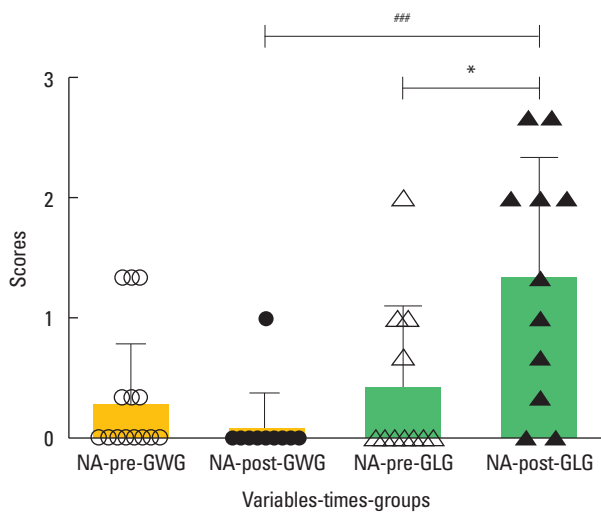 ###
*
3
2
1
0
Scores
NA-pre-GWG
NA-post-GWG
NA-pre-GLG
NA-post-GLG
Variables-times-groups